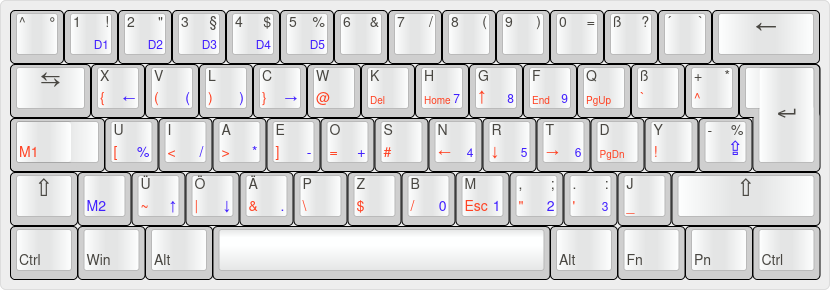 ^ ° 1 ! D1 2 " D2 3 § D3 4 $ D4 5 % D5 6 & 7 / 8 ( 9 ) 0 = ß ? ´ ` ←
⇆ X { ← V ( ( L ) ) C } → W @ K Del H Home 7 G ↑ 8 F End 9 Q PgUp ß ` + * ^ ↵
M1 U [ % I < / A > * E ] - O = + S # N ← 4 R ↓ 5 T → 6 D PgDn Y ! - % ⇪
⇧ M2 Ü ~ ↑ Ö | ↓ Ä & . P \ Z $ B / 0 M Esc 1 , ; " 2 . : ' 3 J _ ⇧
Ctrl Win Alt Alt Fn Pn Ctrl